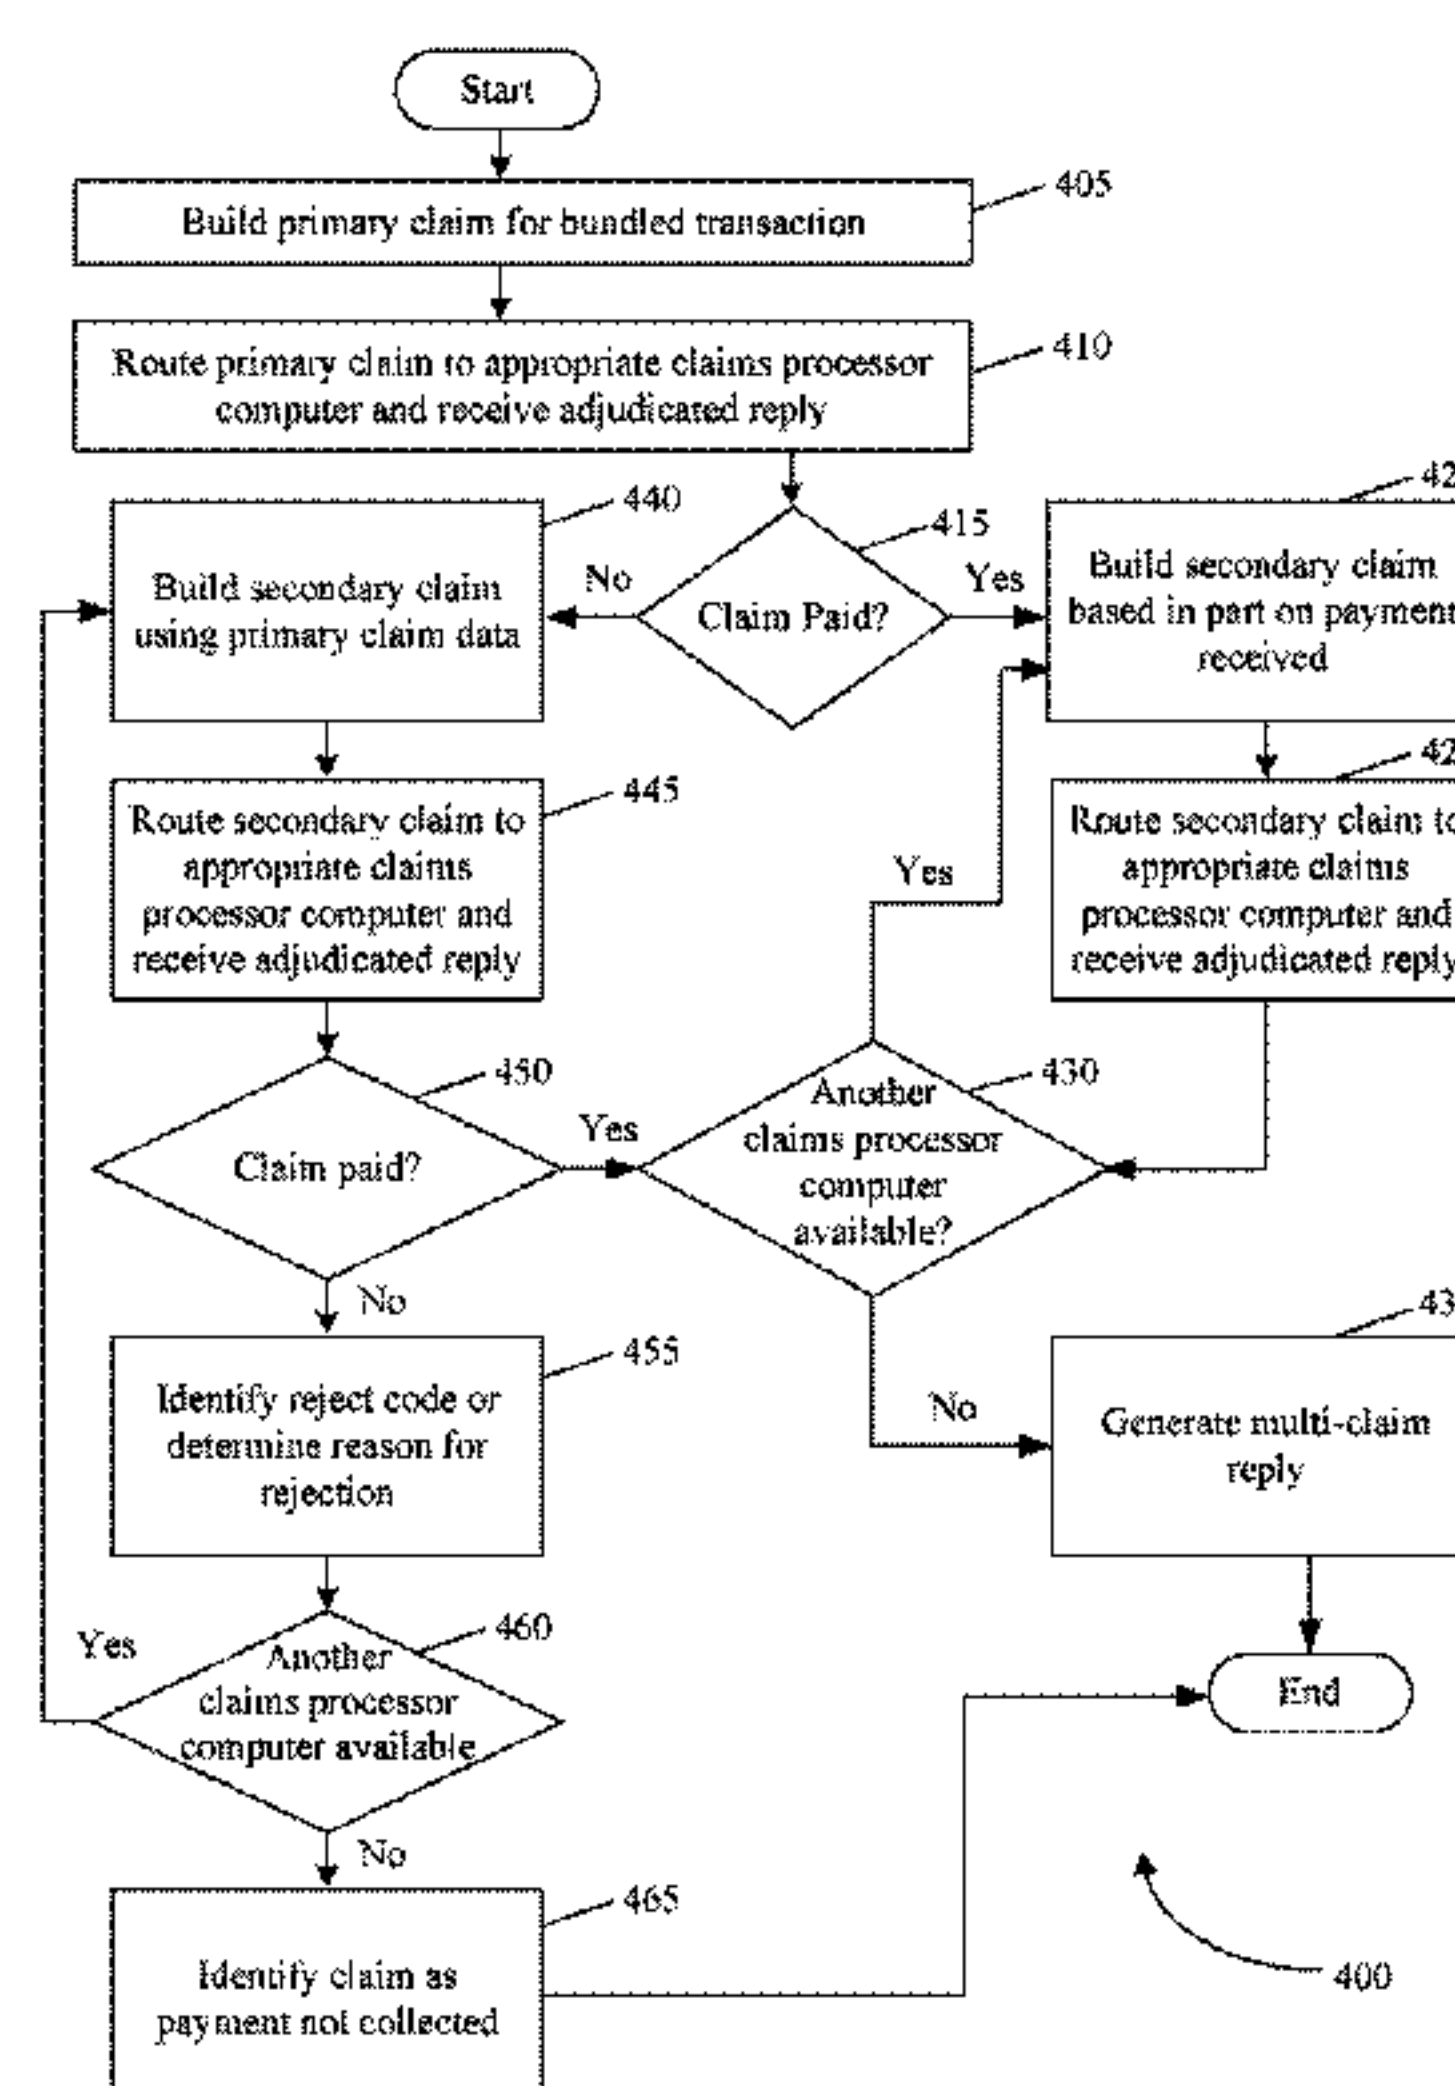 Start
405
Build primary claim for bundled transaction
410
Route primary claim to appropriate claims processor
computer and receive adjudicated reply
440
415
42
Build secondary claim
using primary claim data
No
Claim Paid?
Yes
Build secondary claim
based in part on payment
received
445
42
Route secondary claim to
appropriate claims
processor computer and
receive adjudicated reply
Yes
Route secondary claim to
appropriate claims
processor computer and
receive adjudicated reply
450
430
Claim paid?
Yes
Another
claims processor
computer
available?
No
43
455
Identify reject code or
determine reason for
rejection
No
Generate multi-claim
reply
460
Yes
Another
claims processor
computer available
End
No
465
Identify claim as
payment not collected
400